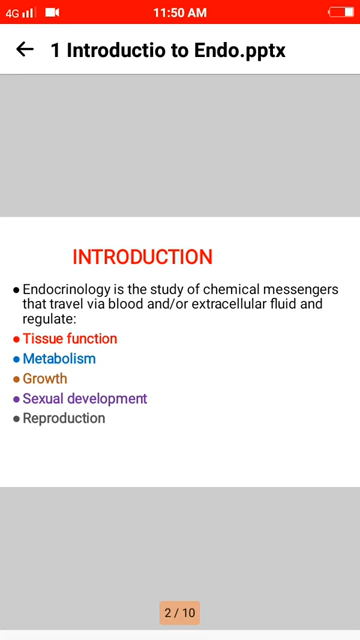 4G 11:50 AM
1 Introductio to Endo.pptx
INTRODUCTION
● Endocrinology is the study of chemical messengers
that travel via blood and/or extracellular fluid and
regulate:
● Tissue function
● Metabolism
● Growth
● Sexual development
● Reproduction
2 / 10